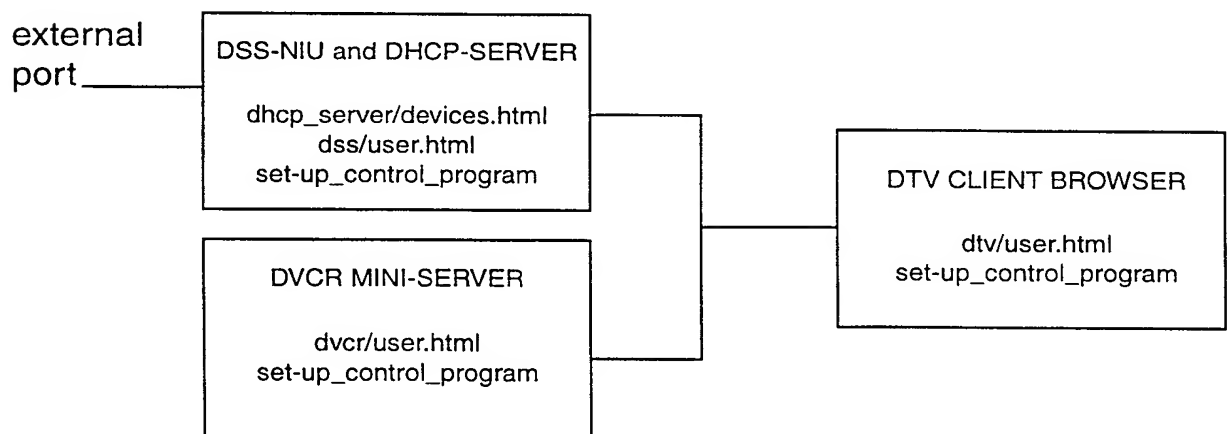 external
port
DSS-NIU and DHCP-SERVER
dhcp_server/devices.html
dss/user.html
set-up_control_program
DVCR MINI-SERVER
dvcr/user.html
set-up_control_program
DTV CLIENT BROWSER
dtv/user.html
set-up_control_program